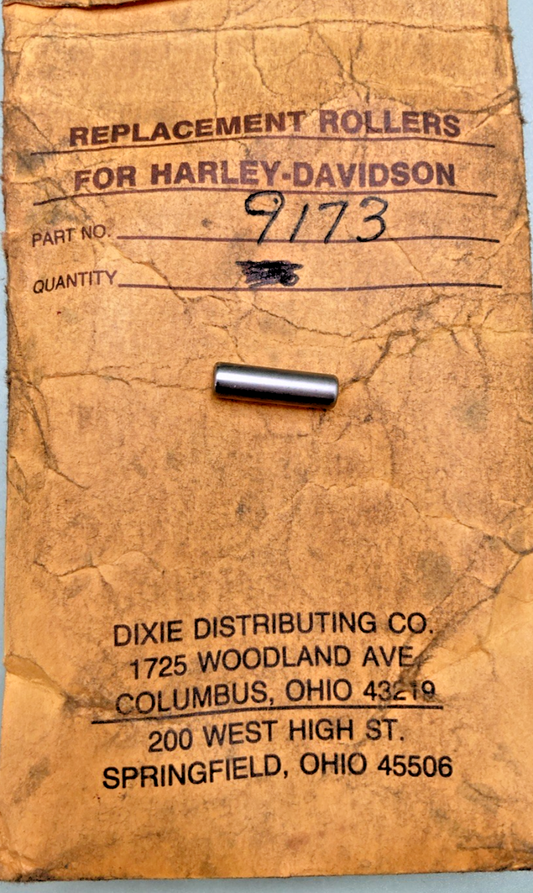 REPLACEMENT ROLLERS
FOR HARLEY-DAVIDSON
PART NO. 9173
QUANTITY
DIXIE DISTRIBUTING CO.
1725 WOODLAND AVE
COLUMBUS, OHIO 43219
200 WEST HIGH ST.
SPRINGFIELD, OHIO 45506